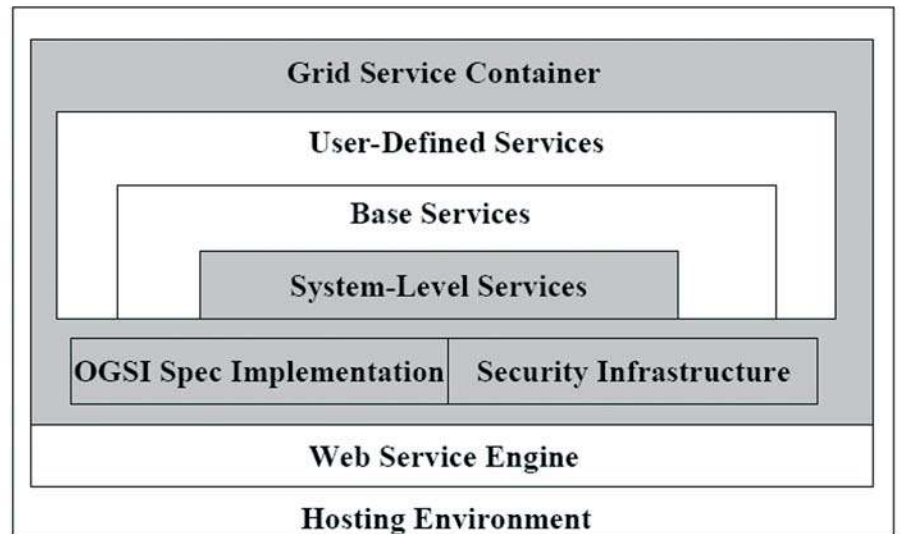 Grid Service Container
User-Defined Services
Base Services
System-Level Services
OGSI Spec Implementation
Security Infrastructure
Web Service Engine
Hosting Environment